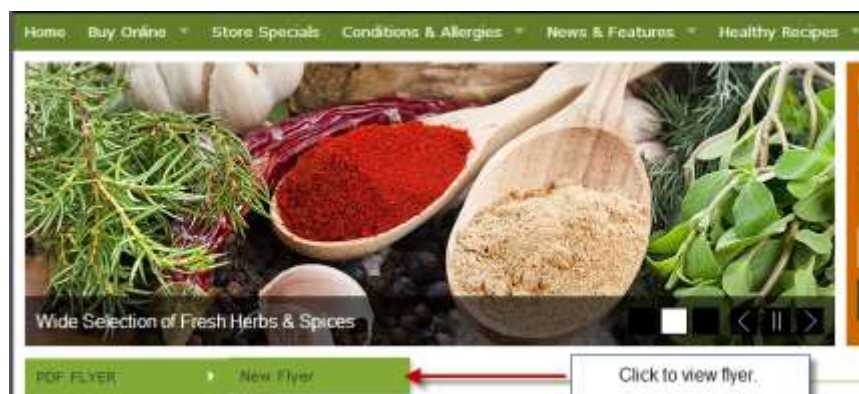 Home Buy Online Store Specials Conditions & Allergies News & Features Healthy Recipes
Wide Selection of Fresh Herbs & Spices
PDF FLYER New Flyer Click to view flyer.